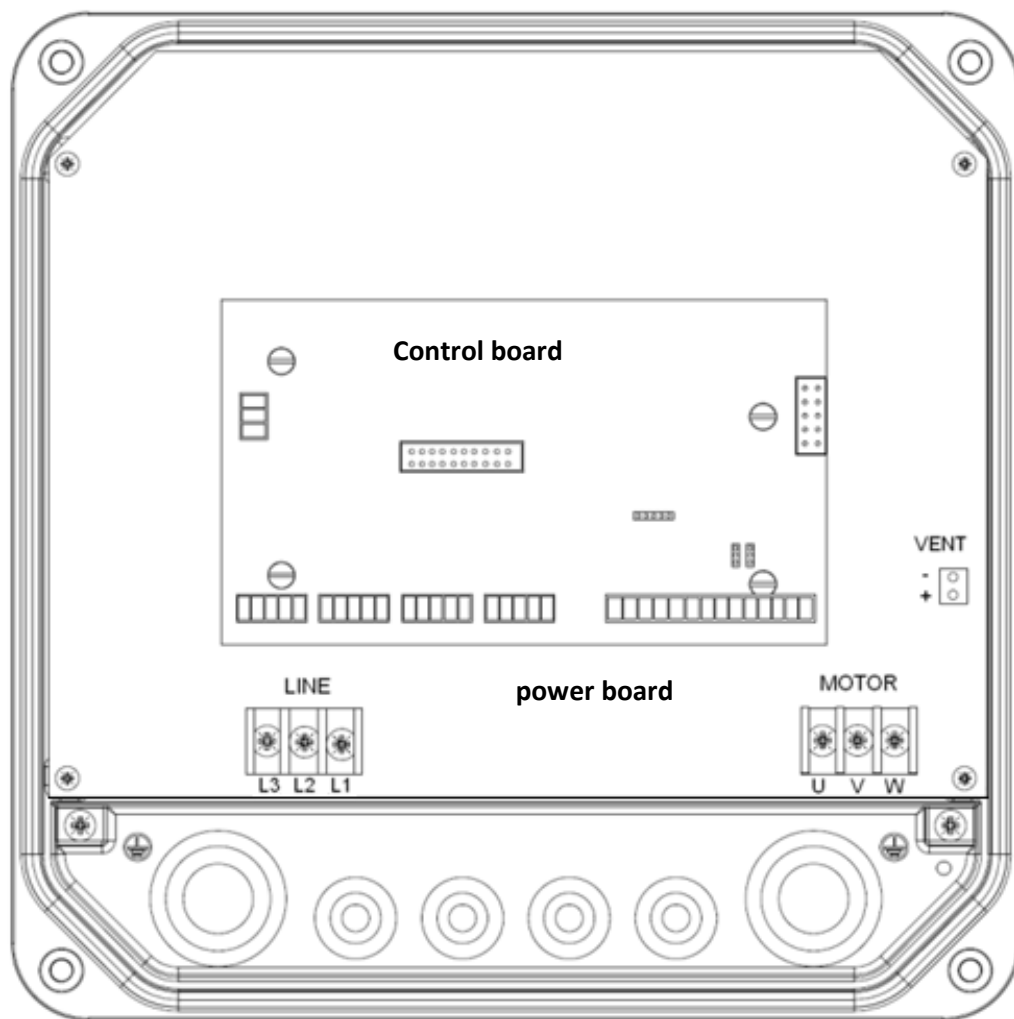 Control board
VENT
-
+
LINE
power board
MOTOR
L3 L2 L1
U V W